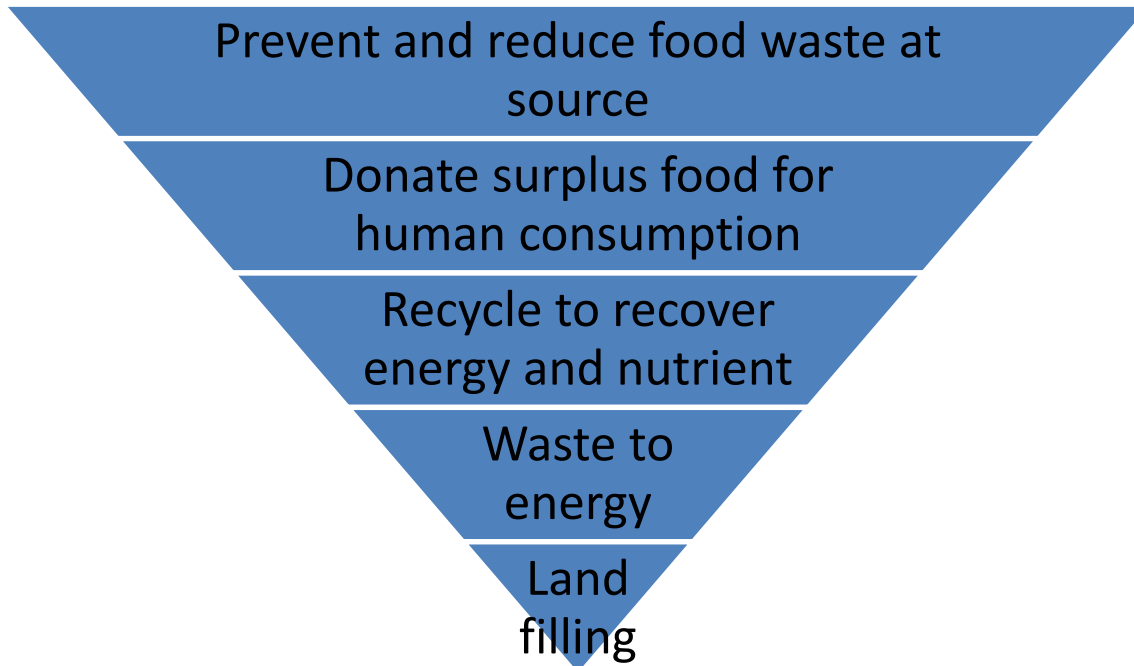 Prevent and reduce food waste at
source
Donate surplus food for
human consumption
Recycle to recover
energy and nutrient
Waste to
energy
Land
filling